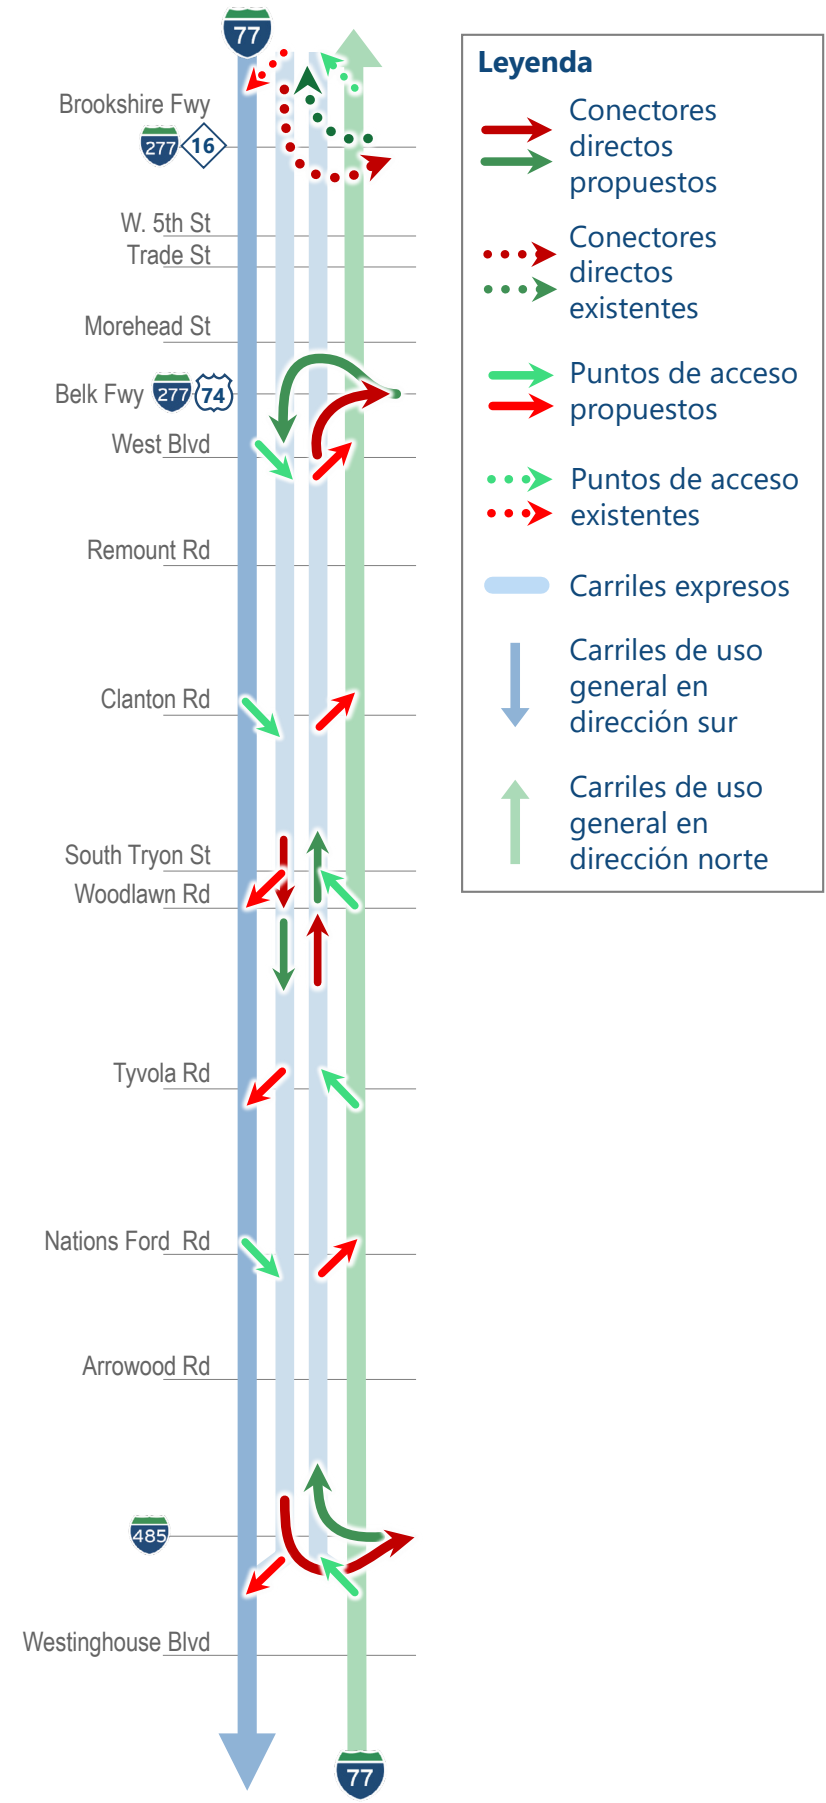 77
Brookshire Fwy
277 16
W. 5th St
Trade St
Morehead St
Belk Fwy 277 74
West Blvd
Remount Rd
Clanton Rd
South Tryon St
Woodlawn Rd
Tyvola Rd
Nations Ford Rd
Arrowood Rd
485
Westinghouse Blvd
77
Leyenda
Conectores
directos
propuestos
Conectores
directos
existentes
Puntos de acceso
propuestos
Puntos de acceso
existentes
Carriles expresos
Carriles de uso
general en
dirección sur
Carriles de uso
general en
dirección norte